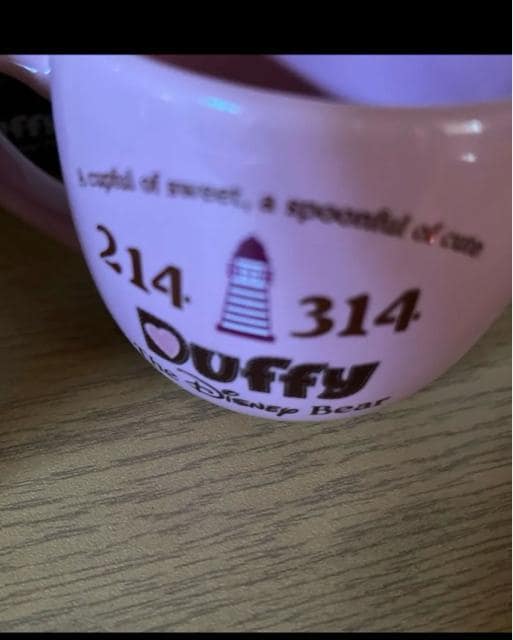 A cupful of sweet, a spoonful of cute
214. 314.
Duffy
The Disney Bear